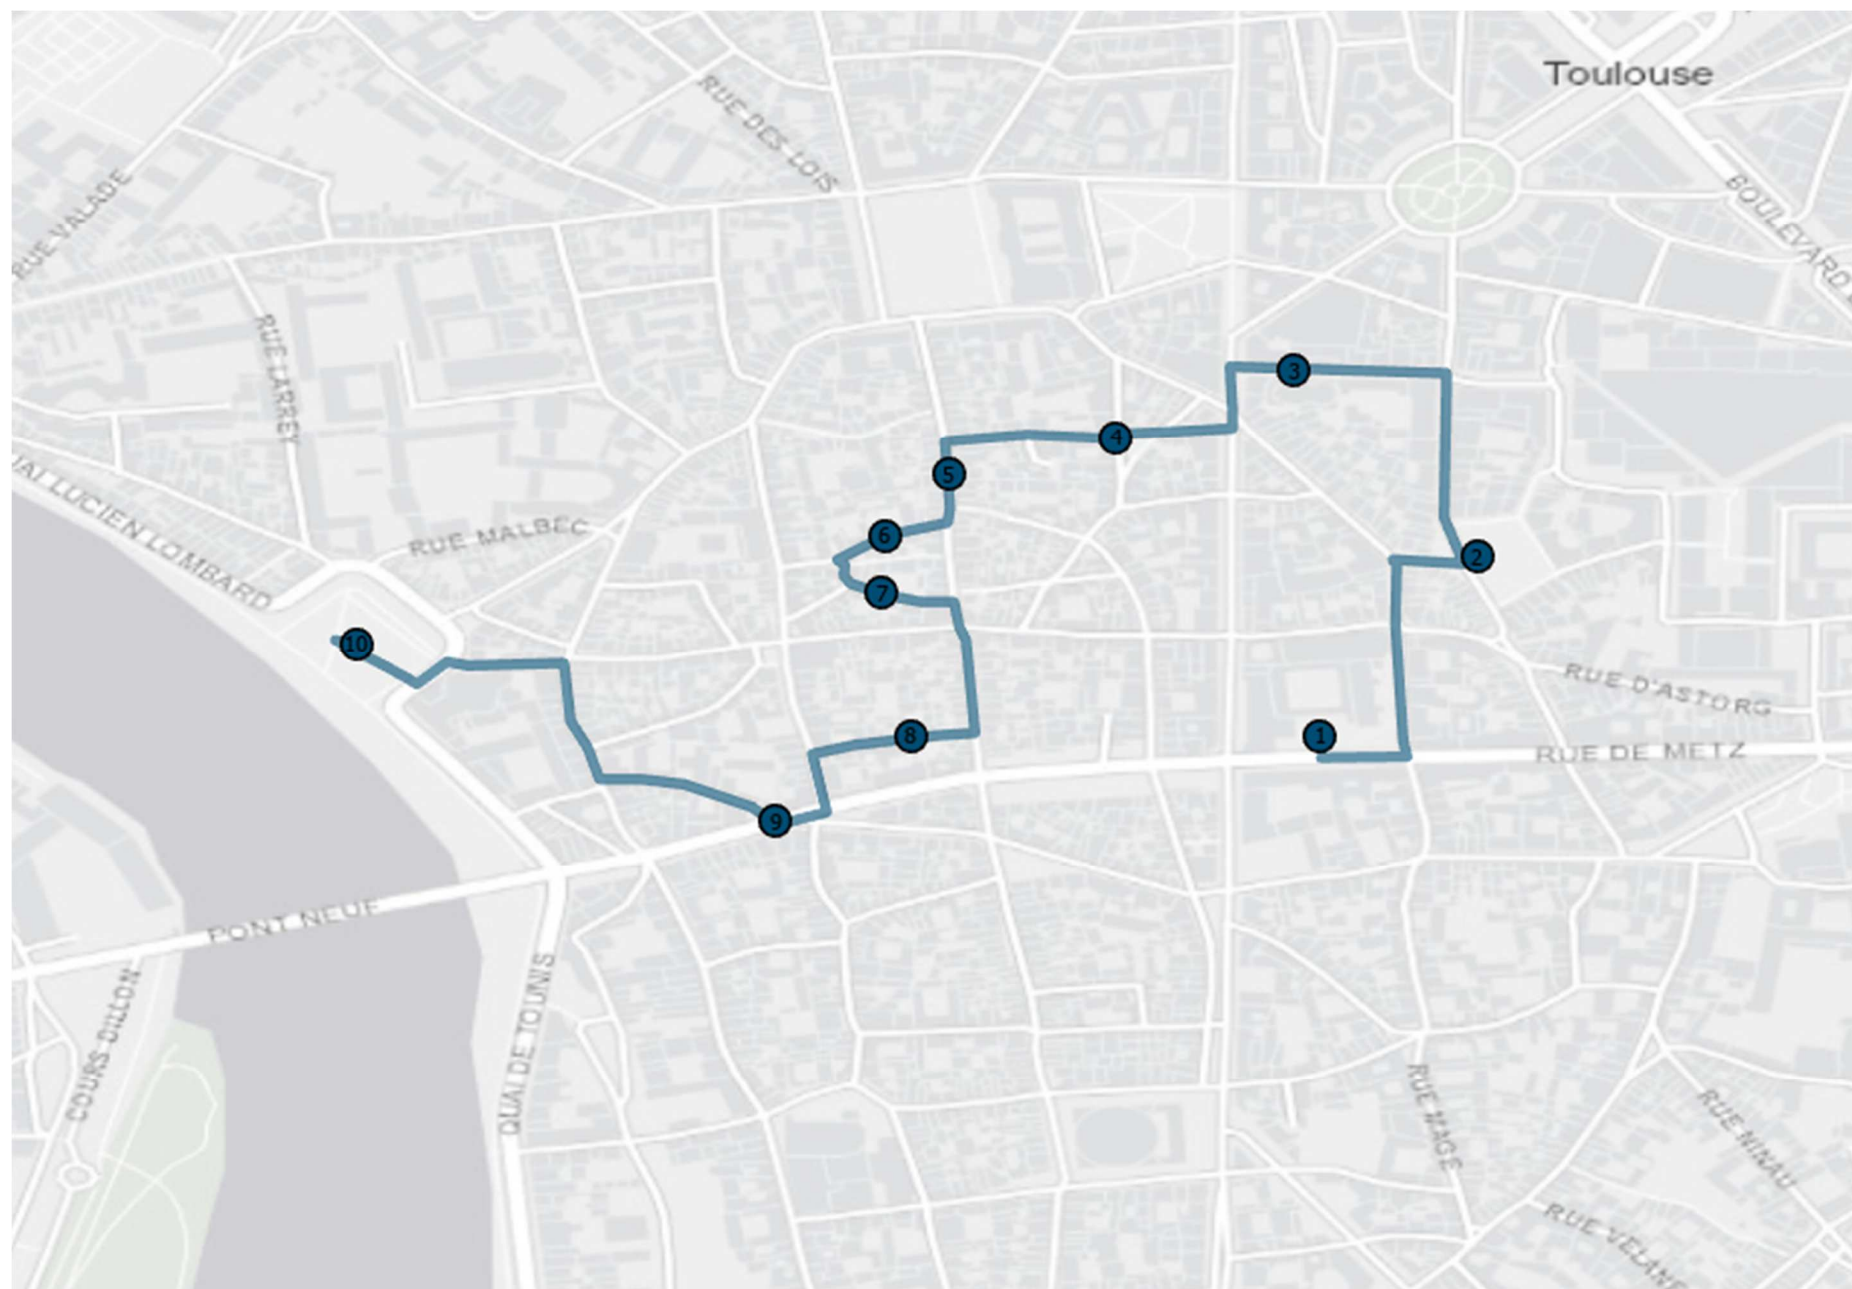 Toulouse
RUE DES LOIS
RUE VALADE
BOULEVARD
RUE LARREY
3
4
5
QUAI LUCIEN LOMBARD
RUE MALBEC
6
2
7
10
RUE D'ASTORG
1
8
RUE DE METZ
9
PONT NEUF
COURS DILLON
QUAI DE TOUNIS
RUE MAGE
RUE NINAU
RUE VELANE